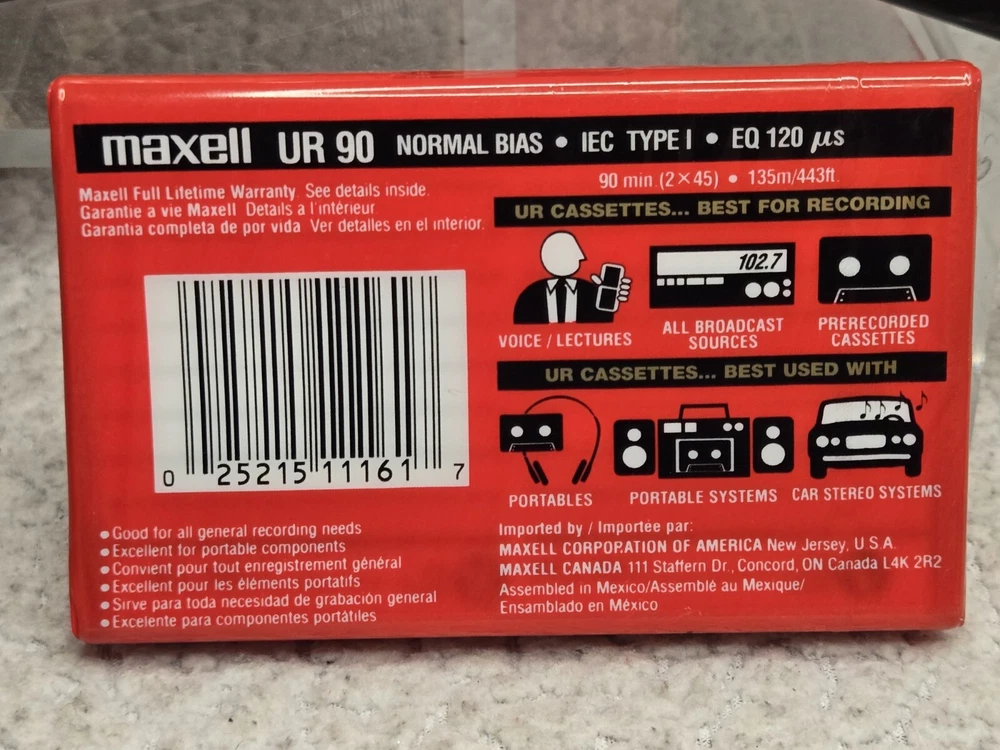 maxell UR 90 NORMAL BIAS • IEC TYPE I • EQ 120 µs
90 min. (2×45) • 135m/443ft.
Maxell Full Lifetime Warranty. See details inside.
Garantie a vie Maxell Details a l'intérieur
Garantia completa de por vida Ver detalles en el interior.
UR CASSETTES... BEST FOR RECORDING
102.7
VOICE / LECTURES
ALL BROADCAST
SOURCES
PRERECORDED
CASSETTES
UR CASSETTES... BEST USED WITH
PORTABLES
PORTABLE SYSTEMS
CAR STEREO SYSTEMS
0 25215 11161 7
• Good for all general recording needs
• Excellent for portable components
• Convient pour tout enregistrement général
• Excellent pour les éléments portatifs
• Sirve para toda necesidad de grabación general
• Excelente para componentes portátiles
Imported by / Importée par:
MAXELL CORPOPATION OF AMERICA New Jersey, U.S.A.
MAXELL CANADA 111 Staffern Dr., Concord, ON Canada L4K 2R2
Assembled in Mexico/Assemblé au Mexique/
Ensamblado en México